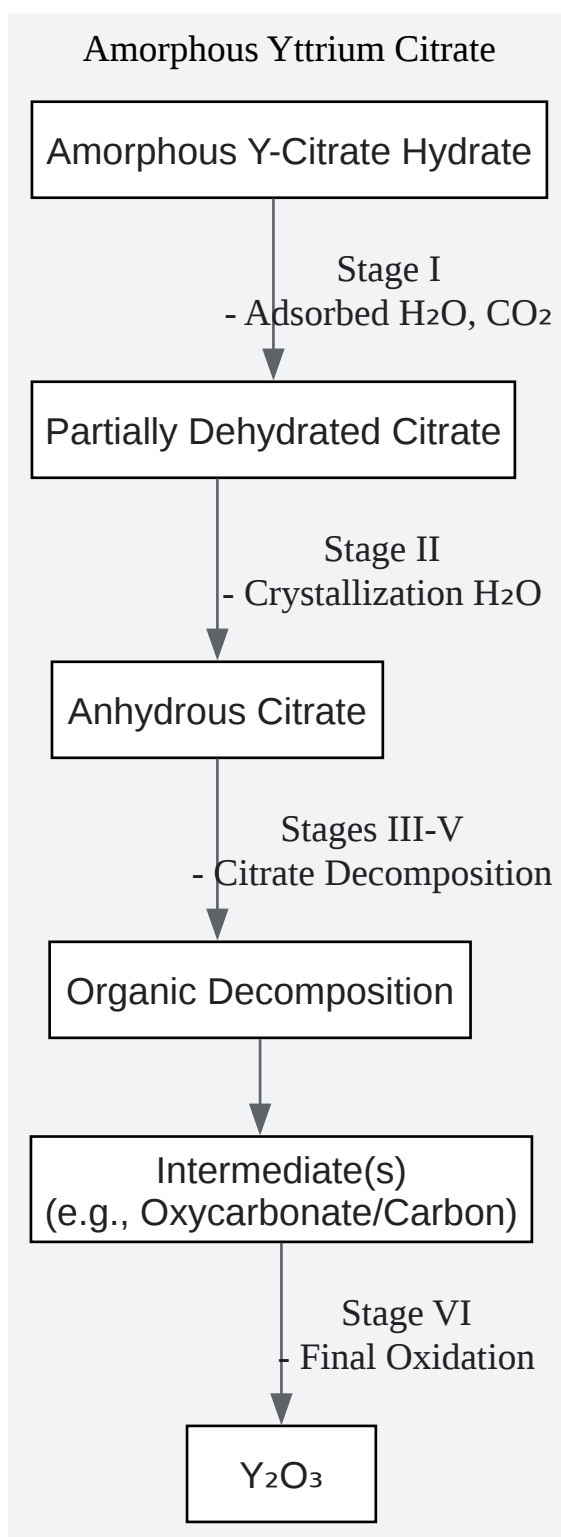 Amorphous Yttrium Citrate
Amorphous Y-Citrate Hydrate
Stage I
- Adsorbed H₂O, CO₂
Partially Dehydrated Citrate
Stage II
- Crystallization H₂O
Anhydrous Citrate
Stages III-V
- Citrate Decomposition
Organic Decomposition
Intermediate(s)
(e.g., Oxycarbonate/Carbon)
Stage VI
- Final Oxidation
Y₂O₃